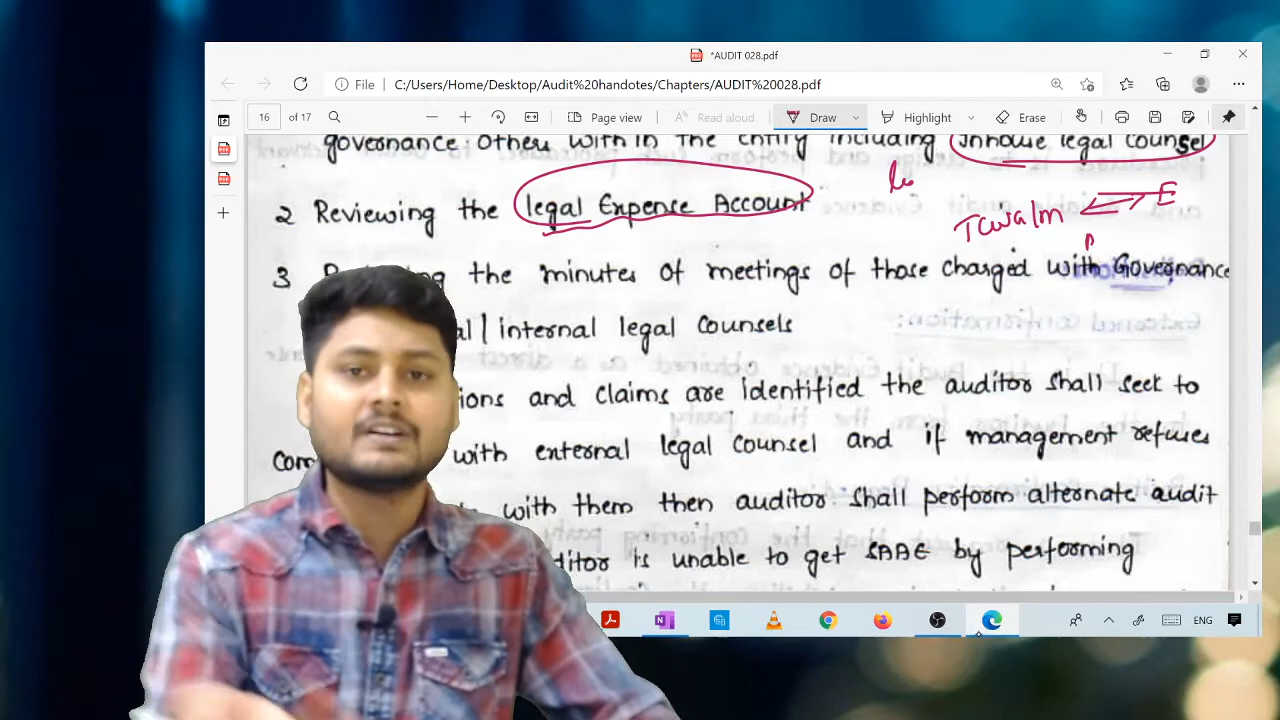 *AUDIT 028.pdf
File C:/Users/Home/Desktop/Audit%20handotes/Chapters/AUDIT%20028.pdf
16 of 17 Page view Read aloud Draw Highlight Erase
governance. Others within the entity including inhouse legal counsel
2 Reviewing the legal Expense Account
3 the minutes of meetings of those charged with Governance
al | internal legal Counsels
ions and claims are identified the auditor shall seek to
com with external legal counsel and if management refuses
with them then auditor shall perform alternate audit
ditor is unable to get SAAE by performing
ENG